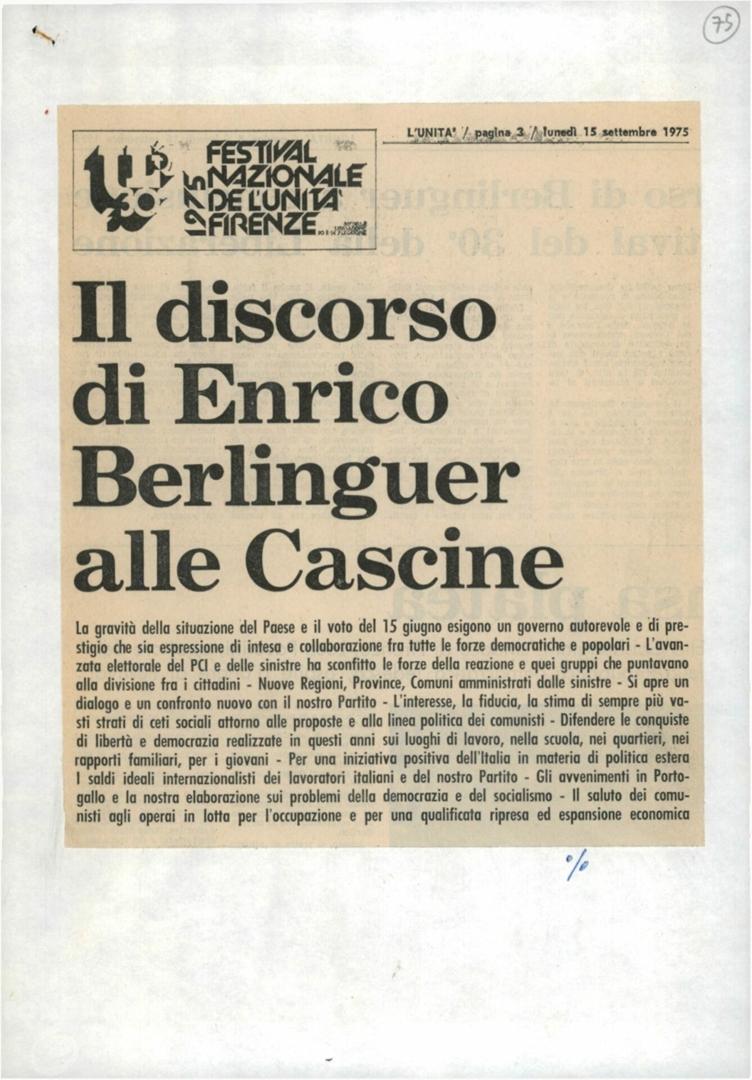 75
L'UNITA' / pagina 3 / lunedì 15 settembre 1975
1975
FESTIVAL
NAZIONALE
DE L'UNITA'
FIRENZE
Il discorso
di Enrico
Berlinguer
alle Cascine
La gravità della situazione del Paese e il voto del 15 giugno esigono un governo autorevole e di pre-
stigio che sia espressione di intesa e collaborazione fra tutte le forze democratiche e popolari - L'avan-
zata elettorale del PCI e delle sinistre ha sconfitto le forze della reazione e quei gruppi che puntavano
alla divisione fra i cittadini - Nuove Regioni, Province, Comuni amministrati dalle sinistre - Si apre un
dialogo e un confronto nuovo con il nostro Partito - L'interesse, la fiducia, la stima di sempre più va-
sti strati di ceti sociali attorno alle proposte e alla linea politica dei comunisti - Difendere le conquiste
di libertà e democrazia realizzate in questi anni sui luoghi di lavoro, nella scuola, nei quartieri, nei
rapporti familiari, per i giovani - Per una iniziativa positiva dell'Italia in materia di politica estera
I saldi ideali internazionalisti dei lavoratori italiani e del nostro Partito - Gli avvenimenti in Porto-
gallo e la nostra elaborazione sui problemi della democrazia e del socialismo - Il saluto dei comu-
nisti agli operai in lotta per l'occupazione e per una qualificata ripresa ed espansione economica